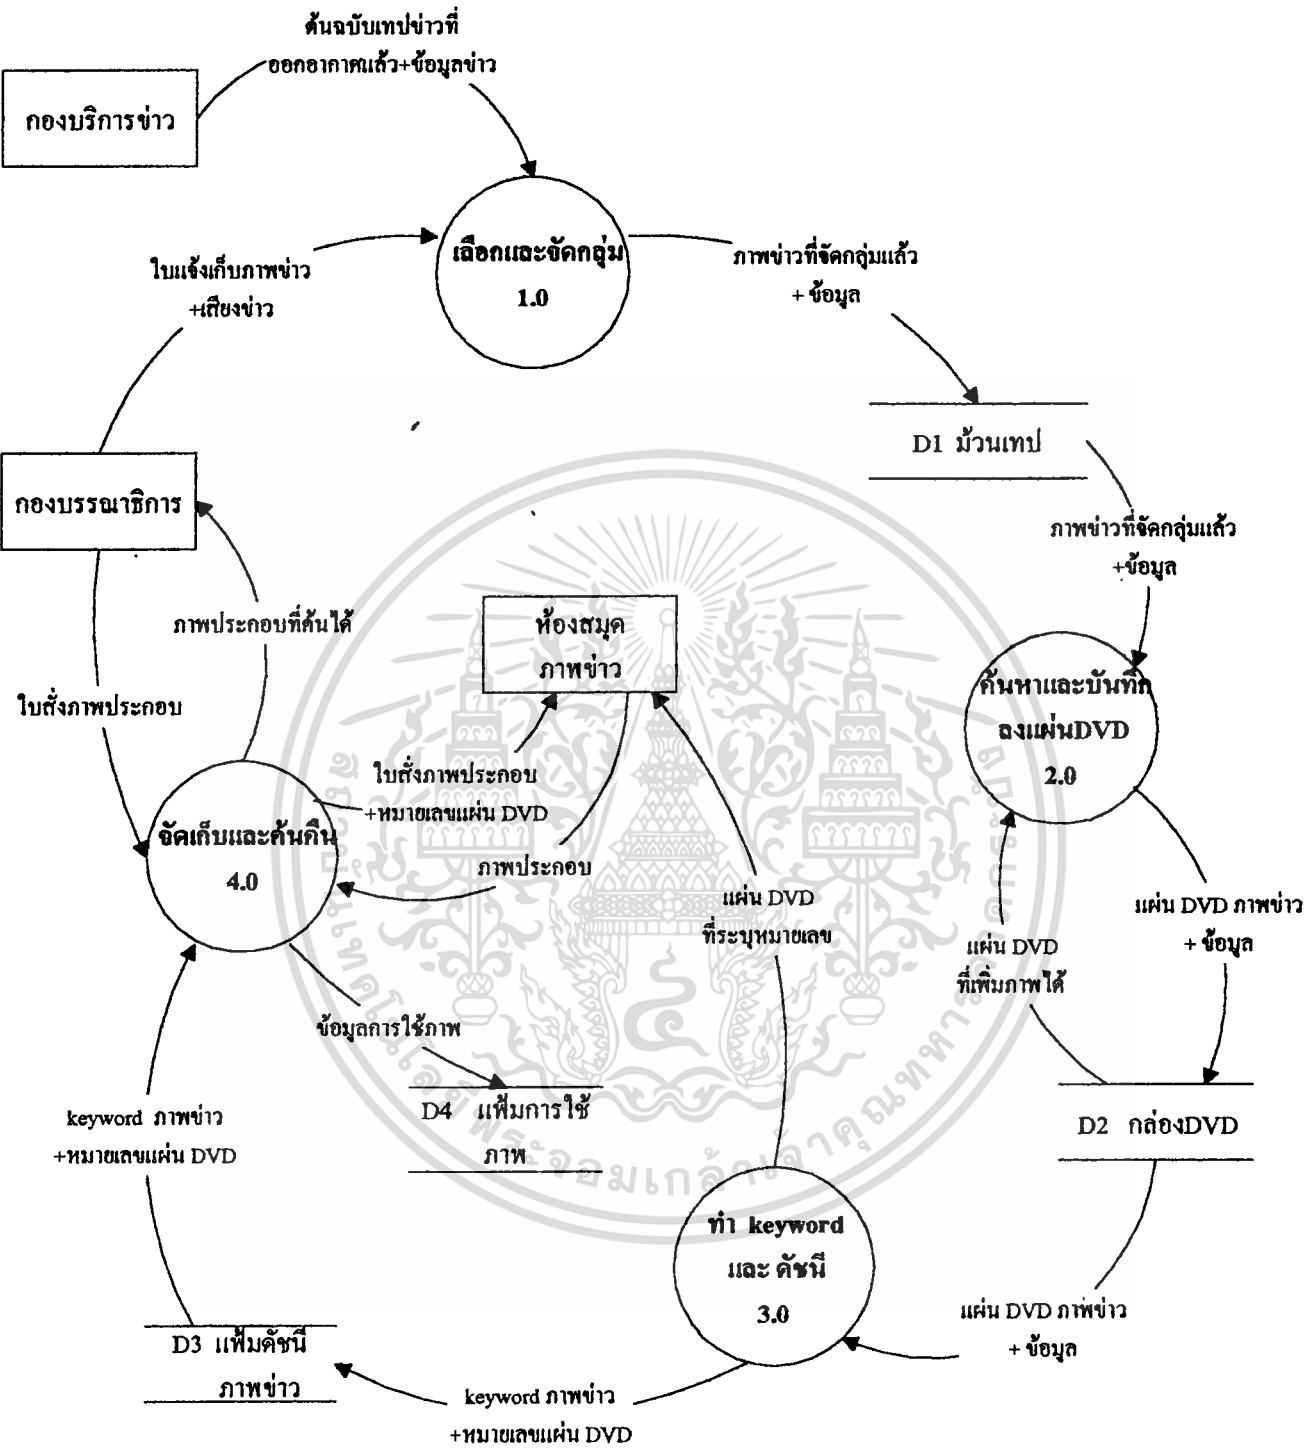 ต้นฉบับเทปข่าวที่
ออกอากาศแล้ว+ข้อมูลข่าว
กองบริการข่าว
เลือกและจัดกลุ่ม
1.0
ใบแจ้งเก็บภาพข่าว
+เสียงข่าว
ภาพข่าวที่จัดกลุ่มแล้ว
+ ข้อมูล
D1 ม้วนเทป
กองบรรณาธิการ
ภาพข่าวที่จัดกลุ่มแล้ว
+ข้อมูล
ภาพประกอบที่ค้นได้
ห้องสมุด
ภาพข่าว
ใบสั่งภาพประกอบ
ค้นหาและบันทึก
ลงแผ่นDVD
2.0
ใบสั่งภาพประกอบ
+หมายเลขแผ่น DVD
จัดเก็บและค้นคืน
4.0
ภาพประกอบ
แผ่น DVD
ที่ระบุหมายเลข
แผ่น DVD ภาพข่าว
+ ข้อมูล
แผ่น DVD
ที่เพิ่มภาพได้
ข้อมูลการใช้ภาพ
keyword ภาพข่าว
+หมายเลขแผ่น DVD
D4 แฟ้มการใช้
ภาพ
D2 กล่องDVD
พระจอมเกล้าเจ้าคุณทหาร
ทำ keyword
และ ดัชนี
3.0
แผ่น DVD ภาพข่าว
+ ข้อมูล
D3 แฟ้มดัชนี
ภาพข่าว
keyword ภาพข่าว
+หมายเลขแผ่น DVD